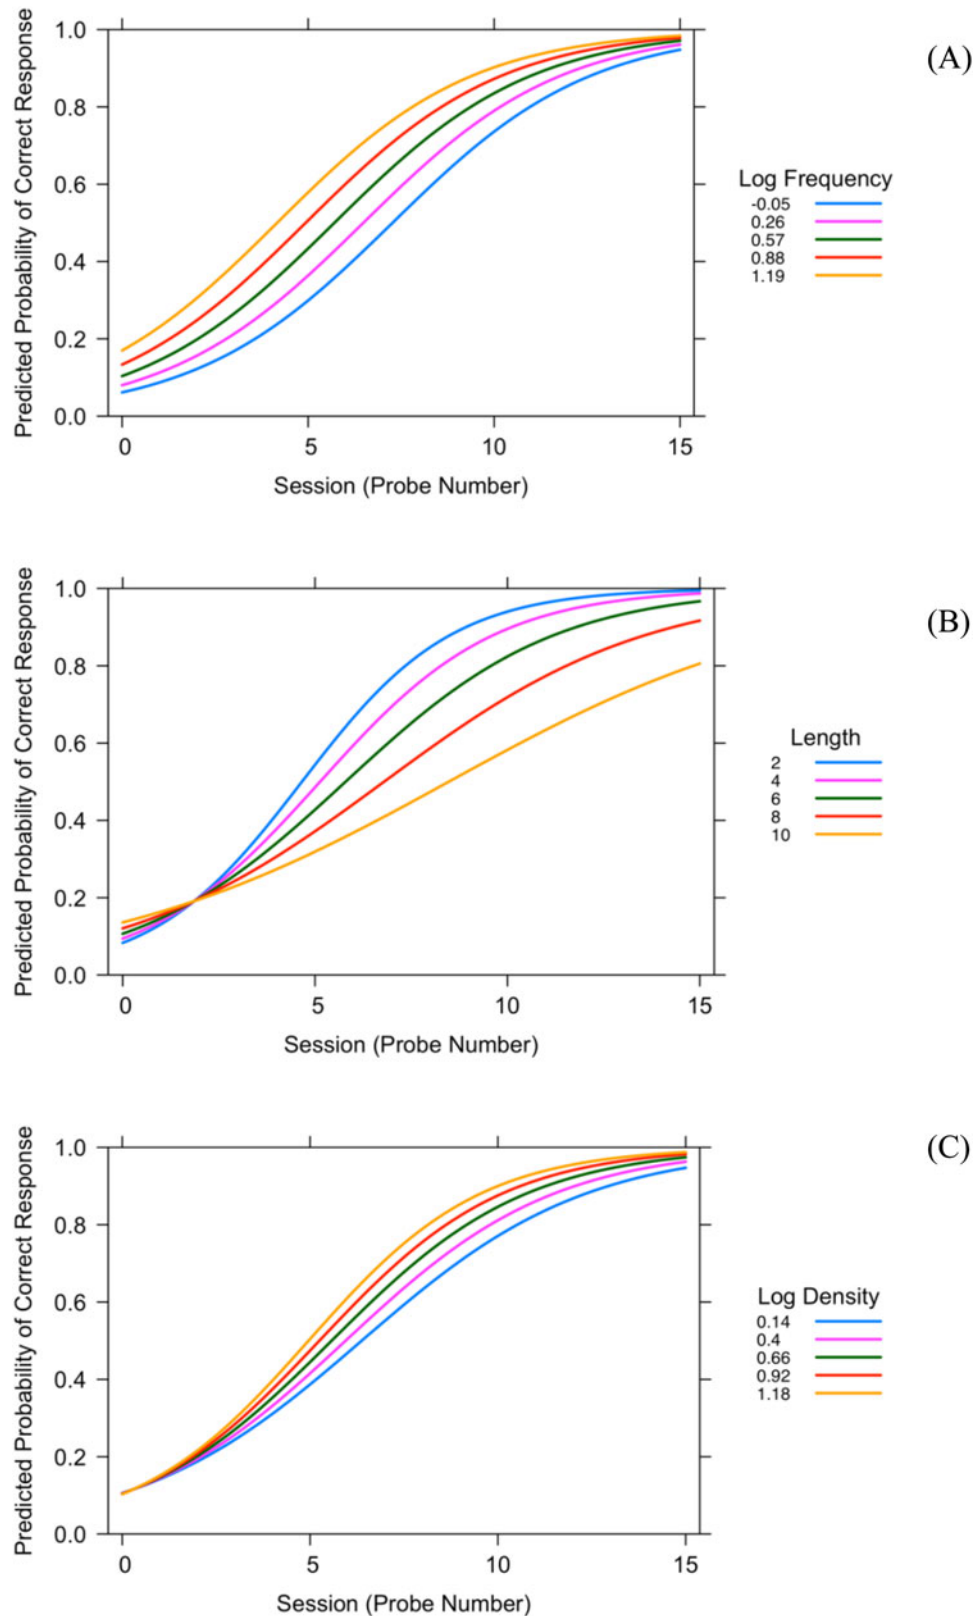 (A)
Predicted Probability of Correct Response
1.0
0.8
0.6
0.4
0.2
0.0
0 5 10 15
Session (Probe Number)
Log Frequency
-0.05
0.26
0.57
0.88
1.19
(B)
Predicted Probability of Correct Response
1.0
0.8
0.6
0.4
0.2
0.0
0 5 10 15
Session (Probe Number)
Length
2
4
6
8
10
(C)
Predicted Probability of Correct Response
1.0
0.8
0.6
0.4
0.2
0.0
0 5 10 15
Session (Probe Number)
Log Density
0.14
0.4
0.66
0.92
1.18